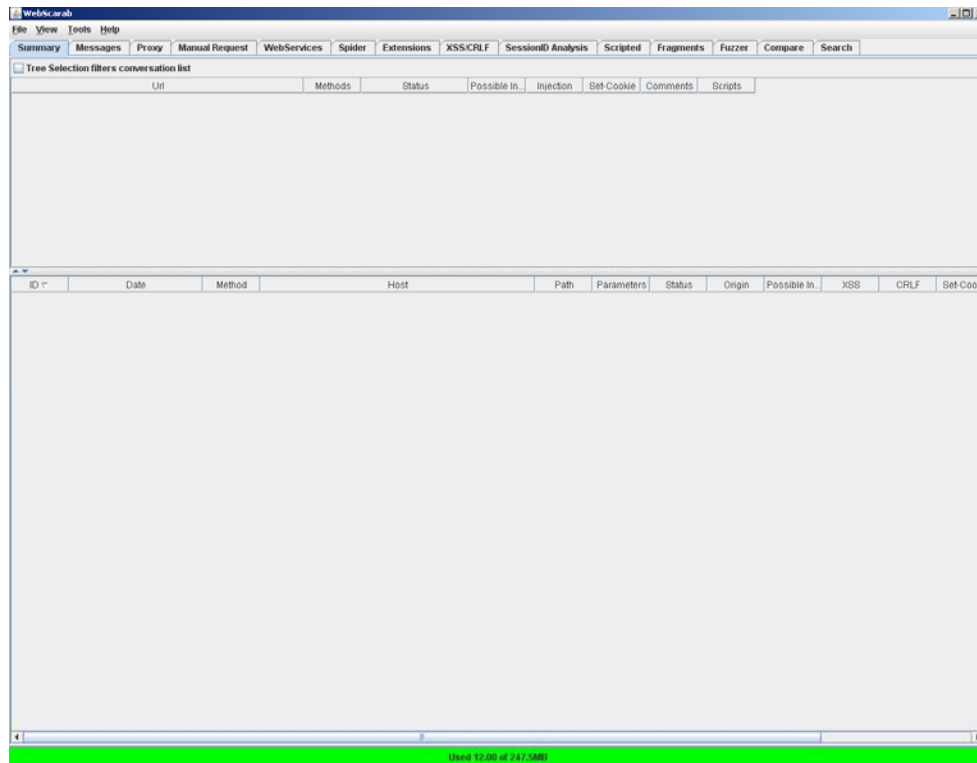 WebScarab
File View Tools Help
Summary Messages Proxy Manual Request WebServices Spider Extensions XSS/CRLF SessionID Analysis Scripted Fragments Fuzzer Compare Search
Tree Selection filters conversation list
Url Methods Status Possible In... Injection Set-Cookie Comments Scripts
ID Date Method Host Path Parameters Status Origin Possible In... XSS CRLF Set-Coo
Used 12.00 of 247.5MB